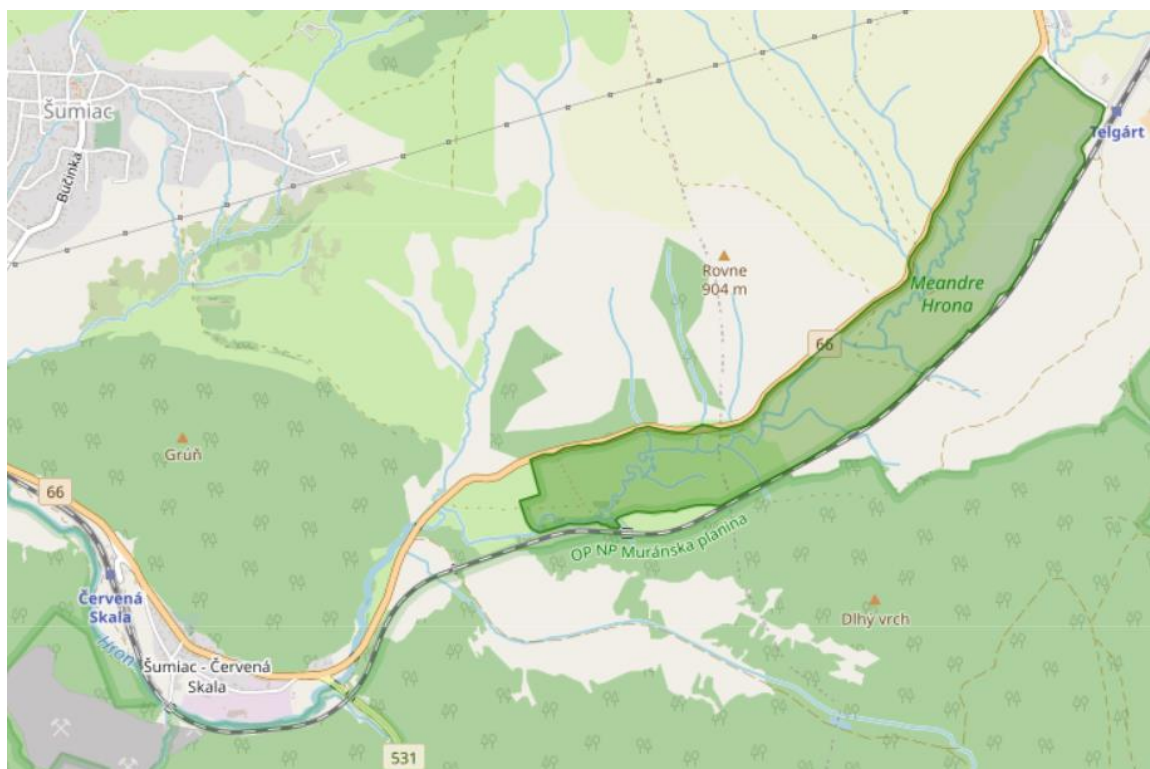 Šumiac
Bučinka
Telgárt
Rovne
904 m
Meandre
Hrona
66
Grúň
66
OP NP Muránska planina
Červená
Skala
Dlhý vrch
Hron
Šumiac - Červená
Skala
531